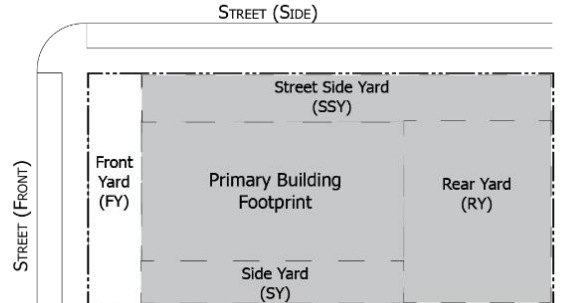 STREET (SIDE)
Street Side Yard
(SSY)
Front
Yard
(FY)
Primary Building
Footprint
Rear Yard
(RY)
STREET (FRONT)
Side Yard
(SY)